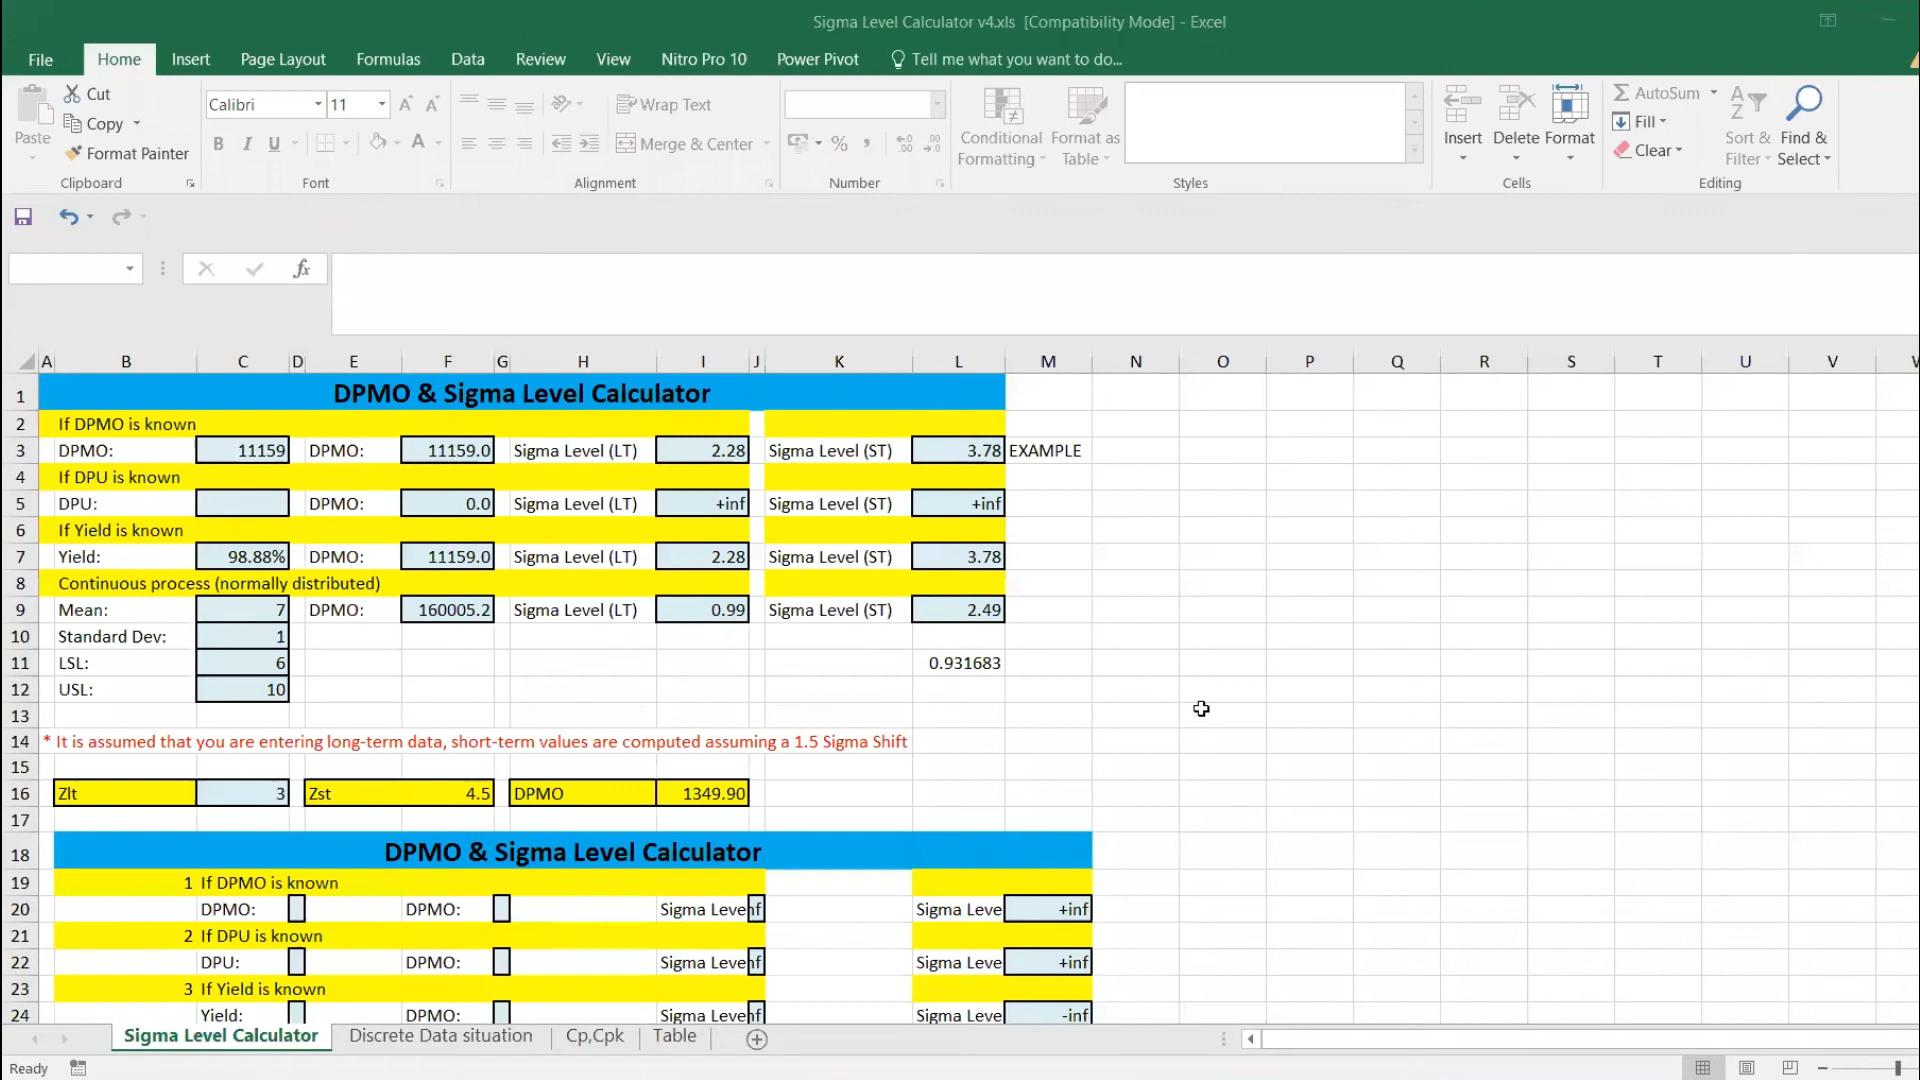 Sigma Level Calculator v4.xls [Compatibility Mode] - Excel
File Home Insert Page Layout Formulas Data Review View Nitro Pro 10 Power Pivot Tell me what you want to do...
Paste
Cut
Copy
Format Painter
Clipboard
Calibri 11
B I U
Font
Wrap Text
Merge & Center
Alignment
%
Number
Conditional Formatting
Format as Table
Styles
Insert Delete Format
Cells
AutoSum
Fill
Clear
Sort & Filter
Find & Select
Editing
fx
A B C D E F G H I J K L M N O P Q R S T U V
1 DPMO & Sigma Level Calculator
2 If DPMO is known
3 DPMO: 11159 DPMO: 11159.0 Sigma Level (LT) 2.28 Sigma Level (ST) 3.78 EXAMPLE
4 If DPU is known
5 DPU: DPMO: 0.0 Sigma Level (LT) +inf Sigma Level (ST) +inf
6 If Yield is known
7 Yield: 98.88% DPMO: 11159.0 Sigma Level (LT) 2.28 Sigma Level (ST) 3.78
8 Continuous process (normally distributed)
9 Mean: 7 DPMO: 160005.2 Sigma Level (LT) 0.99 Sigma Level (ST) 2.49
10 Standard Dev: 1
11 LSL: 6 0.931683
12 USL: 10
13
14 * It is assumed that you are entering long-term data, short-term values are computed assuming a 1.5 Sigma Shift
15
16 Zlt 3 Zst 4.5 DPMO 1349.90
17
18 DPMO & Sigma Level Calculator
19 1 If DPMO is known
20 DPMO: DPMO: Sigma Leve nf Sigma Leve +inf
21 2 If DPU is known
22 DPU: DPMO: Sigma Leve nf Sigma Leve +inf
23 3 If Yield is known
24 Yield: DPMO: Sigma Leve nf Sigma Leve -inf
Sigma Level Calculator Discrete Data situation Cp,Cpk Table
Ready